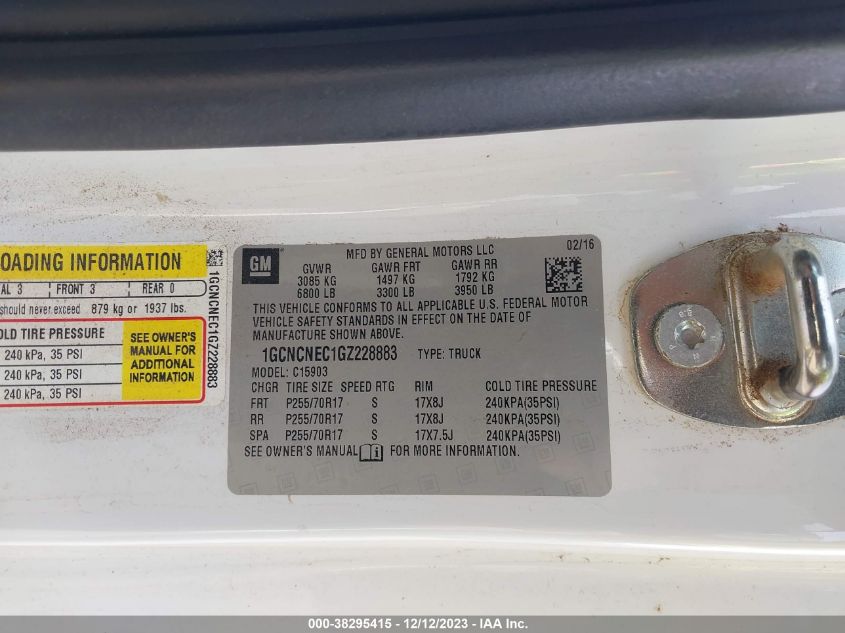 OADING INFORMATION
AL 3 FRONT 3 REAR 0
should never exceed 879 kg or 1937 lbs.
OLD TIRE PRESSURE
240 kPa, 35 PSI
240 kPa, 35 PSI
240 kPa, 35 PSI
SEE OWNER'S
MANUAL FOR
ADDITIONAL
INFORMATION
1GCNCNEC1GZ228883
GM
MFD BY GENERAL MOTORS LLC 02/16
GVWR GAWR FRT GAWR RR
3085 KG 1497 KG 1792 KG
6800 LB 3300 LB 3950 LB
THIS VEHICLE CONFORMS TO ALL APPLICABLE U.S. FEDERAL MOTOR
VEHICLE SAFETY STANDARDS IN EFFECT ON THE DATE OF
MANUFACTURE SHOWN ABOVE.
1GCNCNEC1GZ228883 TYPE: TRUCK
MODEL: C15903
CHGR TIRE SIZE SPEED RTG RIM COLD TIRE PRESSURE
FRT P255/70R17 S 17X8J 240KPA(35PSI)
RR P255/70R17 S 17X8J 240KPA(35PSI)
SPA P255/70R17 S 17X7.5J 240KPA(35PSI)
SEE OWNER'S MANUAL FOR MORE INFORMATION.
000-38295415 - 12/12/2023 - IAA Inc.